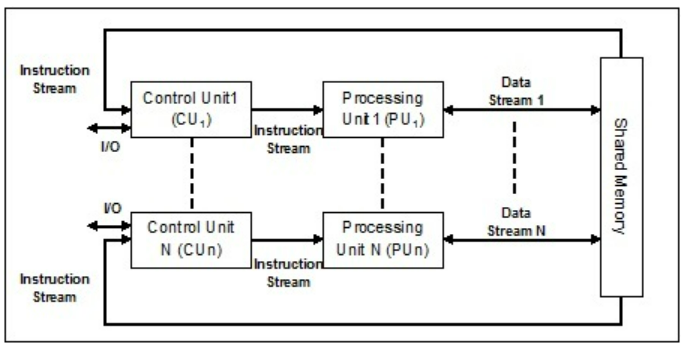 Instruction
Stream
Control Unit1
(CU1)
I/O
Instruction
Stream
Processing
Unit 1 (PU1)
Data
Stream 1
Shared Memory
I/O
Control Unit
N (CUn)
Instruction
Stream
Instruction
Stream
Processing
Unit N (PUn)
Data
Stream N